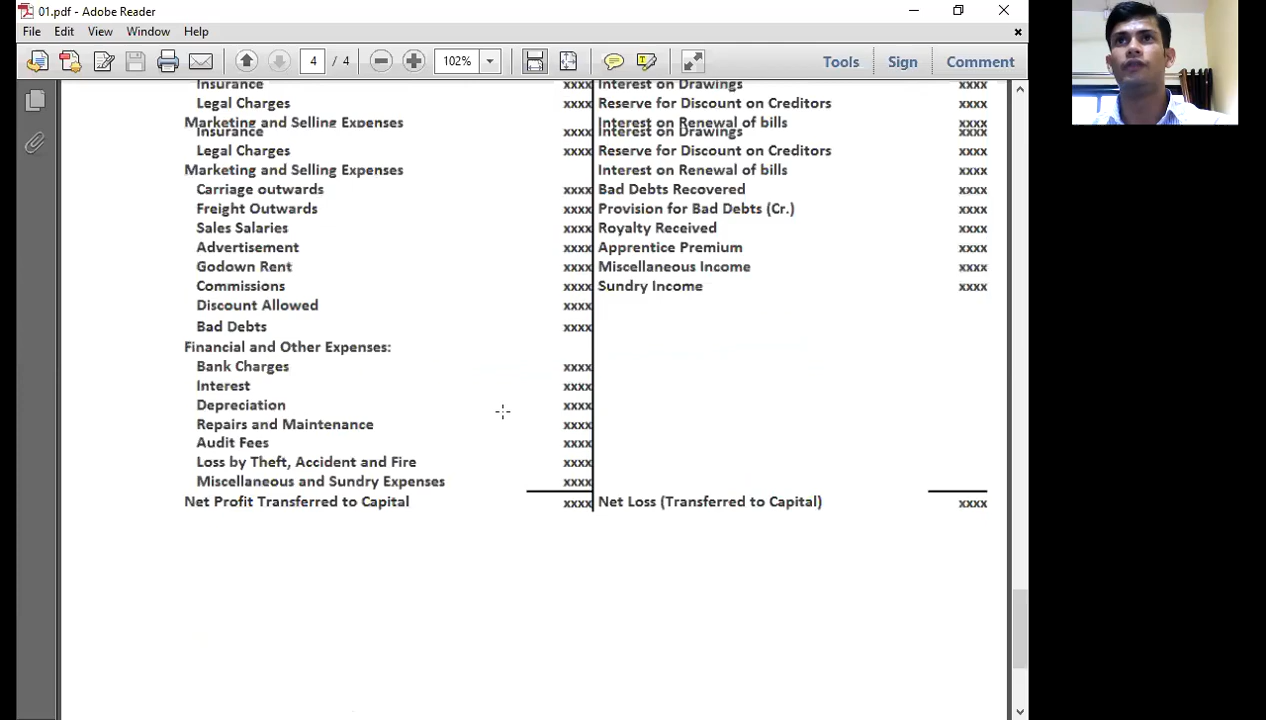 01.pdf - Adobe Reader
File Edit View Window Help
4 / 4 102% Tools Sign Comment
Insurance xxxx Interest on Drawings xxxx
Legal Charges xxxx Reserve for Discount on Creditors xxxx
Marketing and Selling Expenses Interest on Renewal of bills xxxx
Insurance xxxx Interest on Drawings xxxx
Legal Charges xxxx Reserve for Discount on Creditors xxxx
Marketing and Selling Expenses Interest on Renewal of bills xxxx
Carriage outwards xxxx Bad Debts Recovered xxxx
Freight Outwards xxxx Provision for Bad Debts (Cr.) xxxx
Sales Salaries xxxx Royalty Received xxxx
Advertisement xxxx Apprentice Premium xxxx
Godown Rent xxxx Miscellaneous Income xxxx
Commissions xxxx Sundry Income xxxx
Discount Allowed xxxx
Bad Debts xxxx
Financial and Other Expenses:
Bank Charges xxxx
Interest xxxx
Depreciation xxxx
Repairs and Maintenance xxxx
Audit Fees xxxx
Loss by Theft, Accident and Fire xxxx
Miscellaneous and Sundry Expenses xxxx
Net Profit Transferred to Capital xxxx Net Loss (Transferred to Capital) xxxx